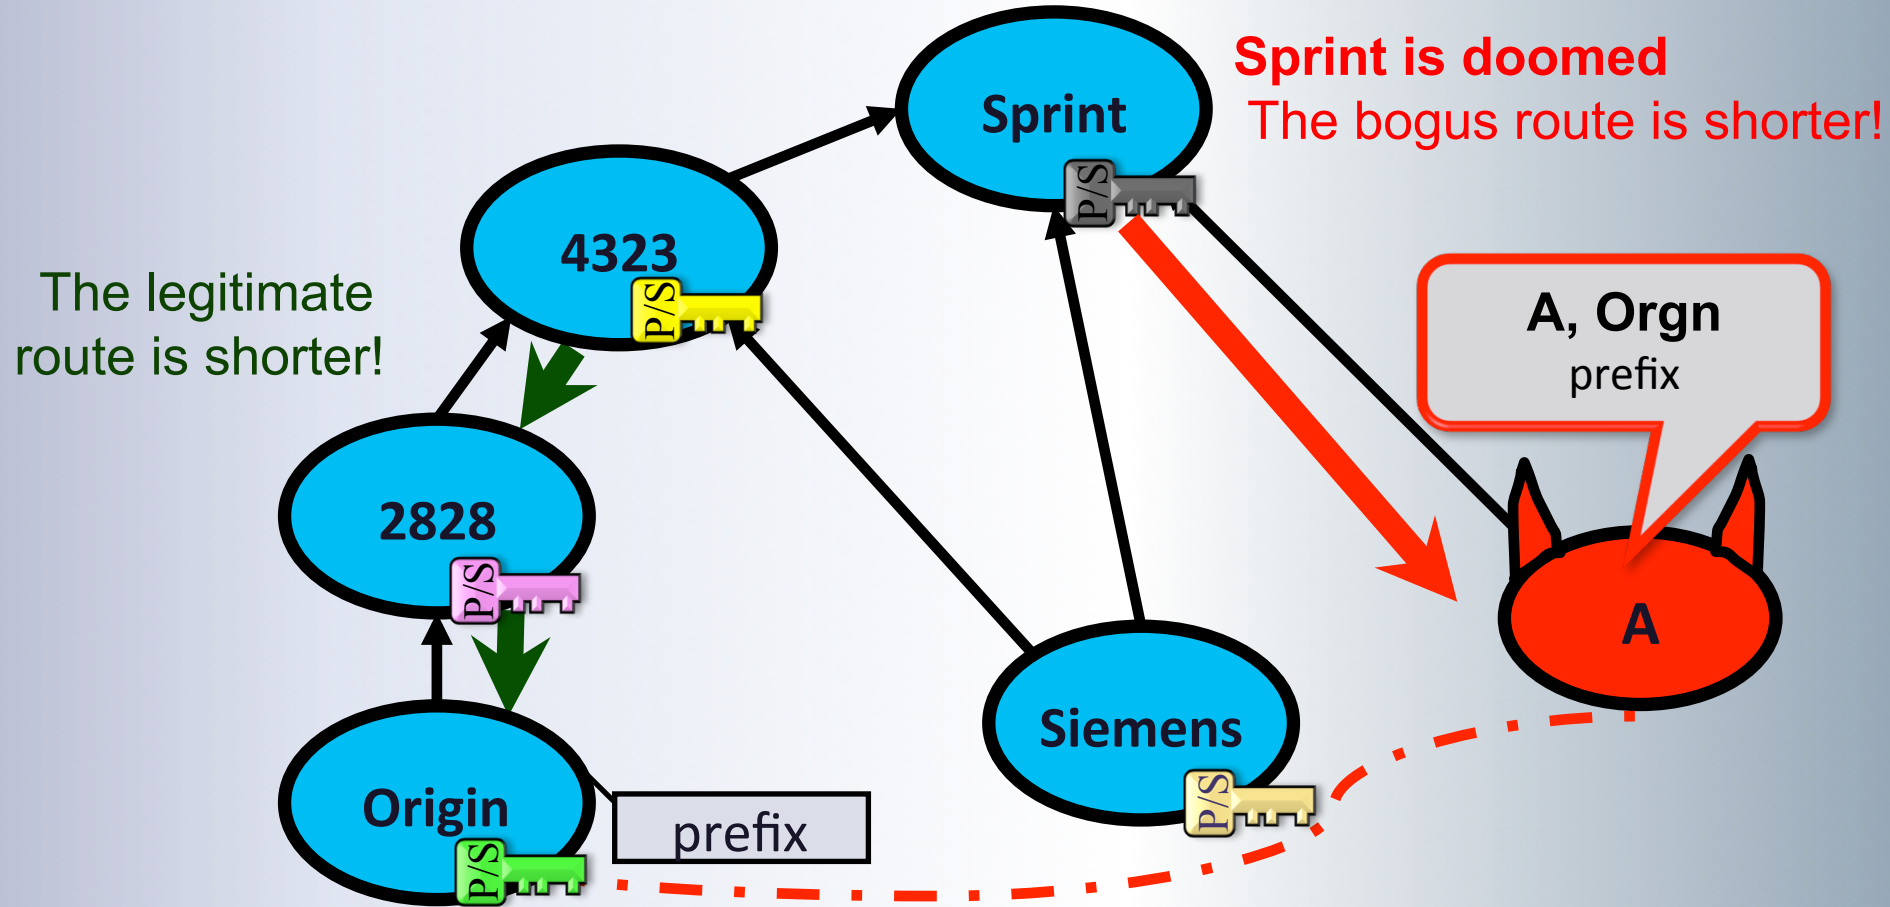 Sprint is doomed
The bogus route is shorter!
Sprint
P/S
4323
P/S
The legitimate
route is shorter!
A, Orgn
prefix
2828
P/S
A
Siemens
P/S
Origin
prefix
P/S